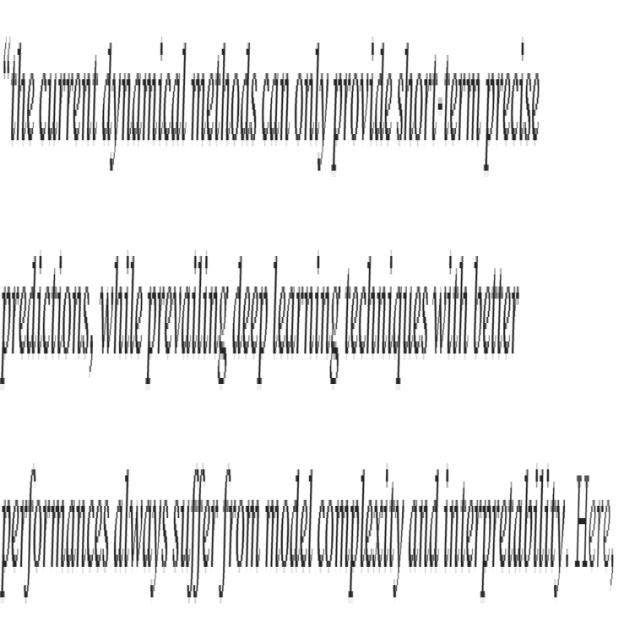 "The current dynamical methods can only provide short-term precise
predictions, while prevailing deep learning techniques with better
performances always suffer from model complexity and interpretability. Here,